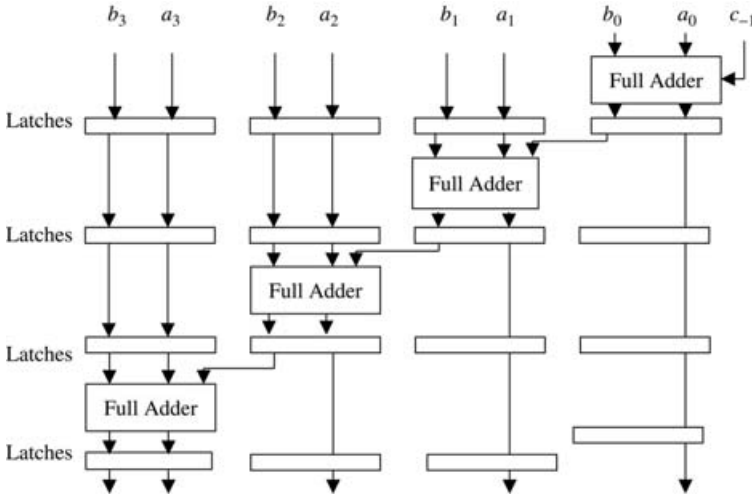 b₃ a₃ b₂ a₂ b₁ a₁ b₀ a₀ c₋₁
Full Adder
Latches
Full Adder
Latches
Full Adder
Latches
Full Adder
Latches